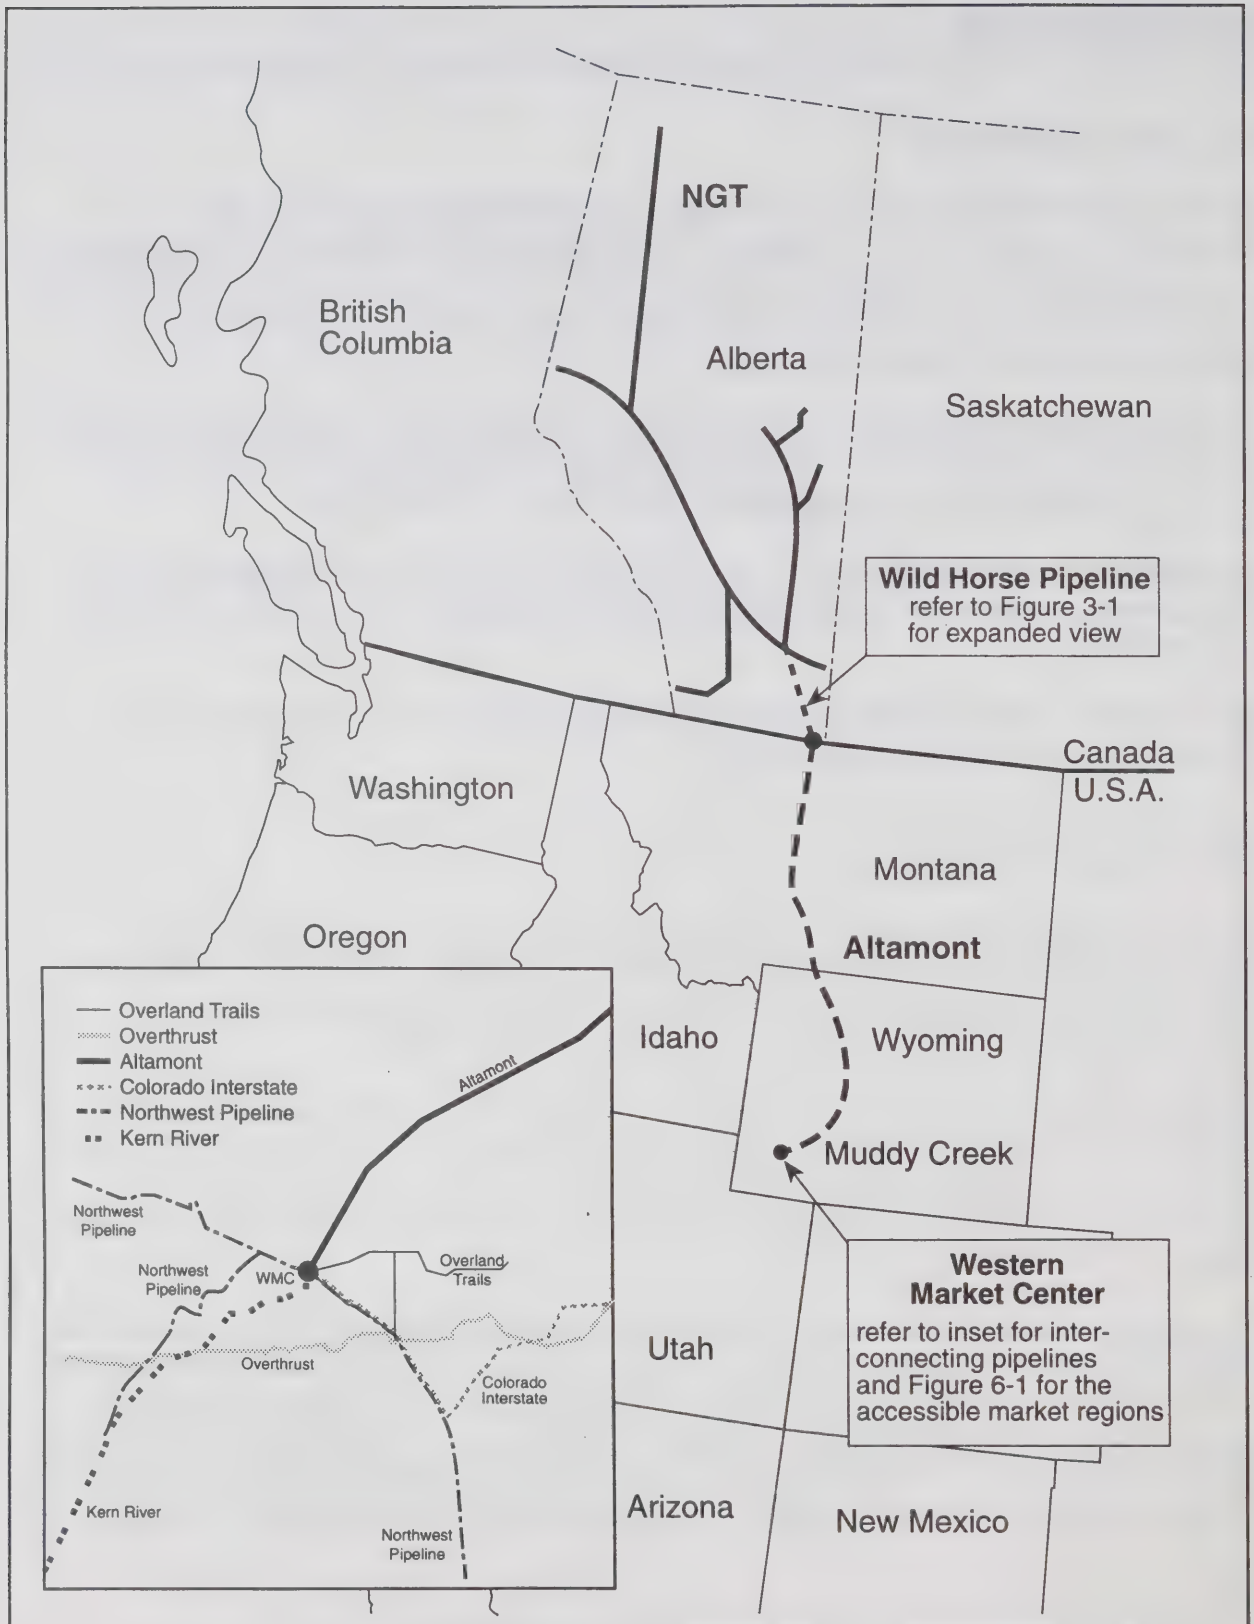 NGT
British
Columbia
Alberta
Saskatchewan
Wild Horse Pipeline
refer to Figure 3-1
for expanded view
Canada
U.S.A.
Washington
Montana
Oregon
Altamont
Idaho
Wyoming
Muddy Creek
Western
Market Center
refer to inset for inter-
connecting pipelines
and Figure 6-1 for the
accessible market regions
Utah
Arizona
New Mexico
Overland Trails
Overthrust
Altamont
Colorado Interstate
Northwest Pipeline
Kern River
Altamont
Northwest
Pipeline
Northwest
Pipeline
WMC
Overland
Trails
Overthrust
Colorado
Interstate
Kern River
Northwest
Pipeline